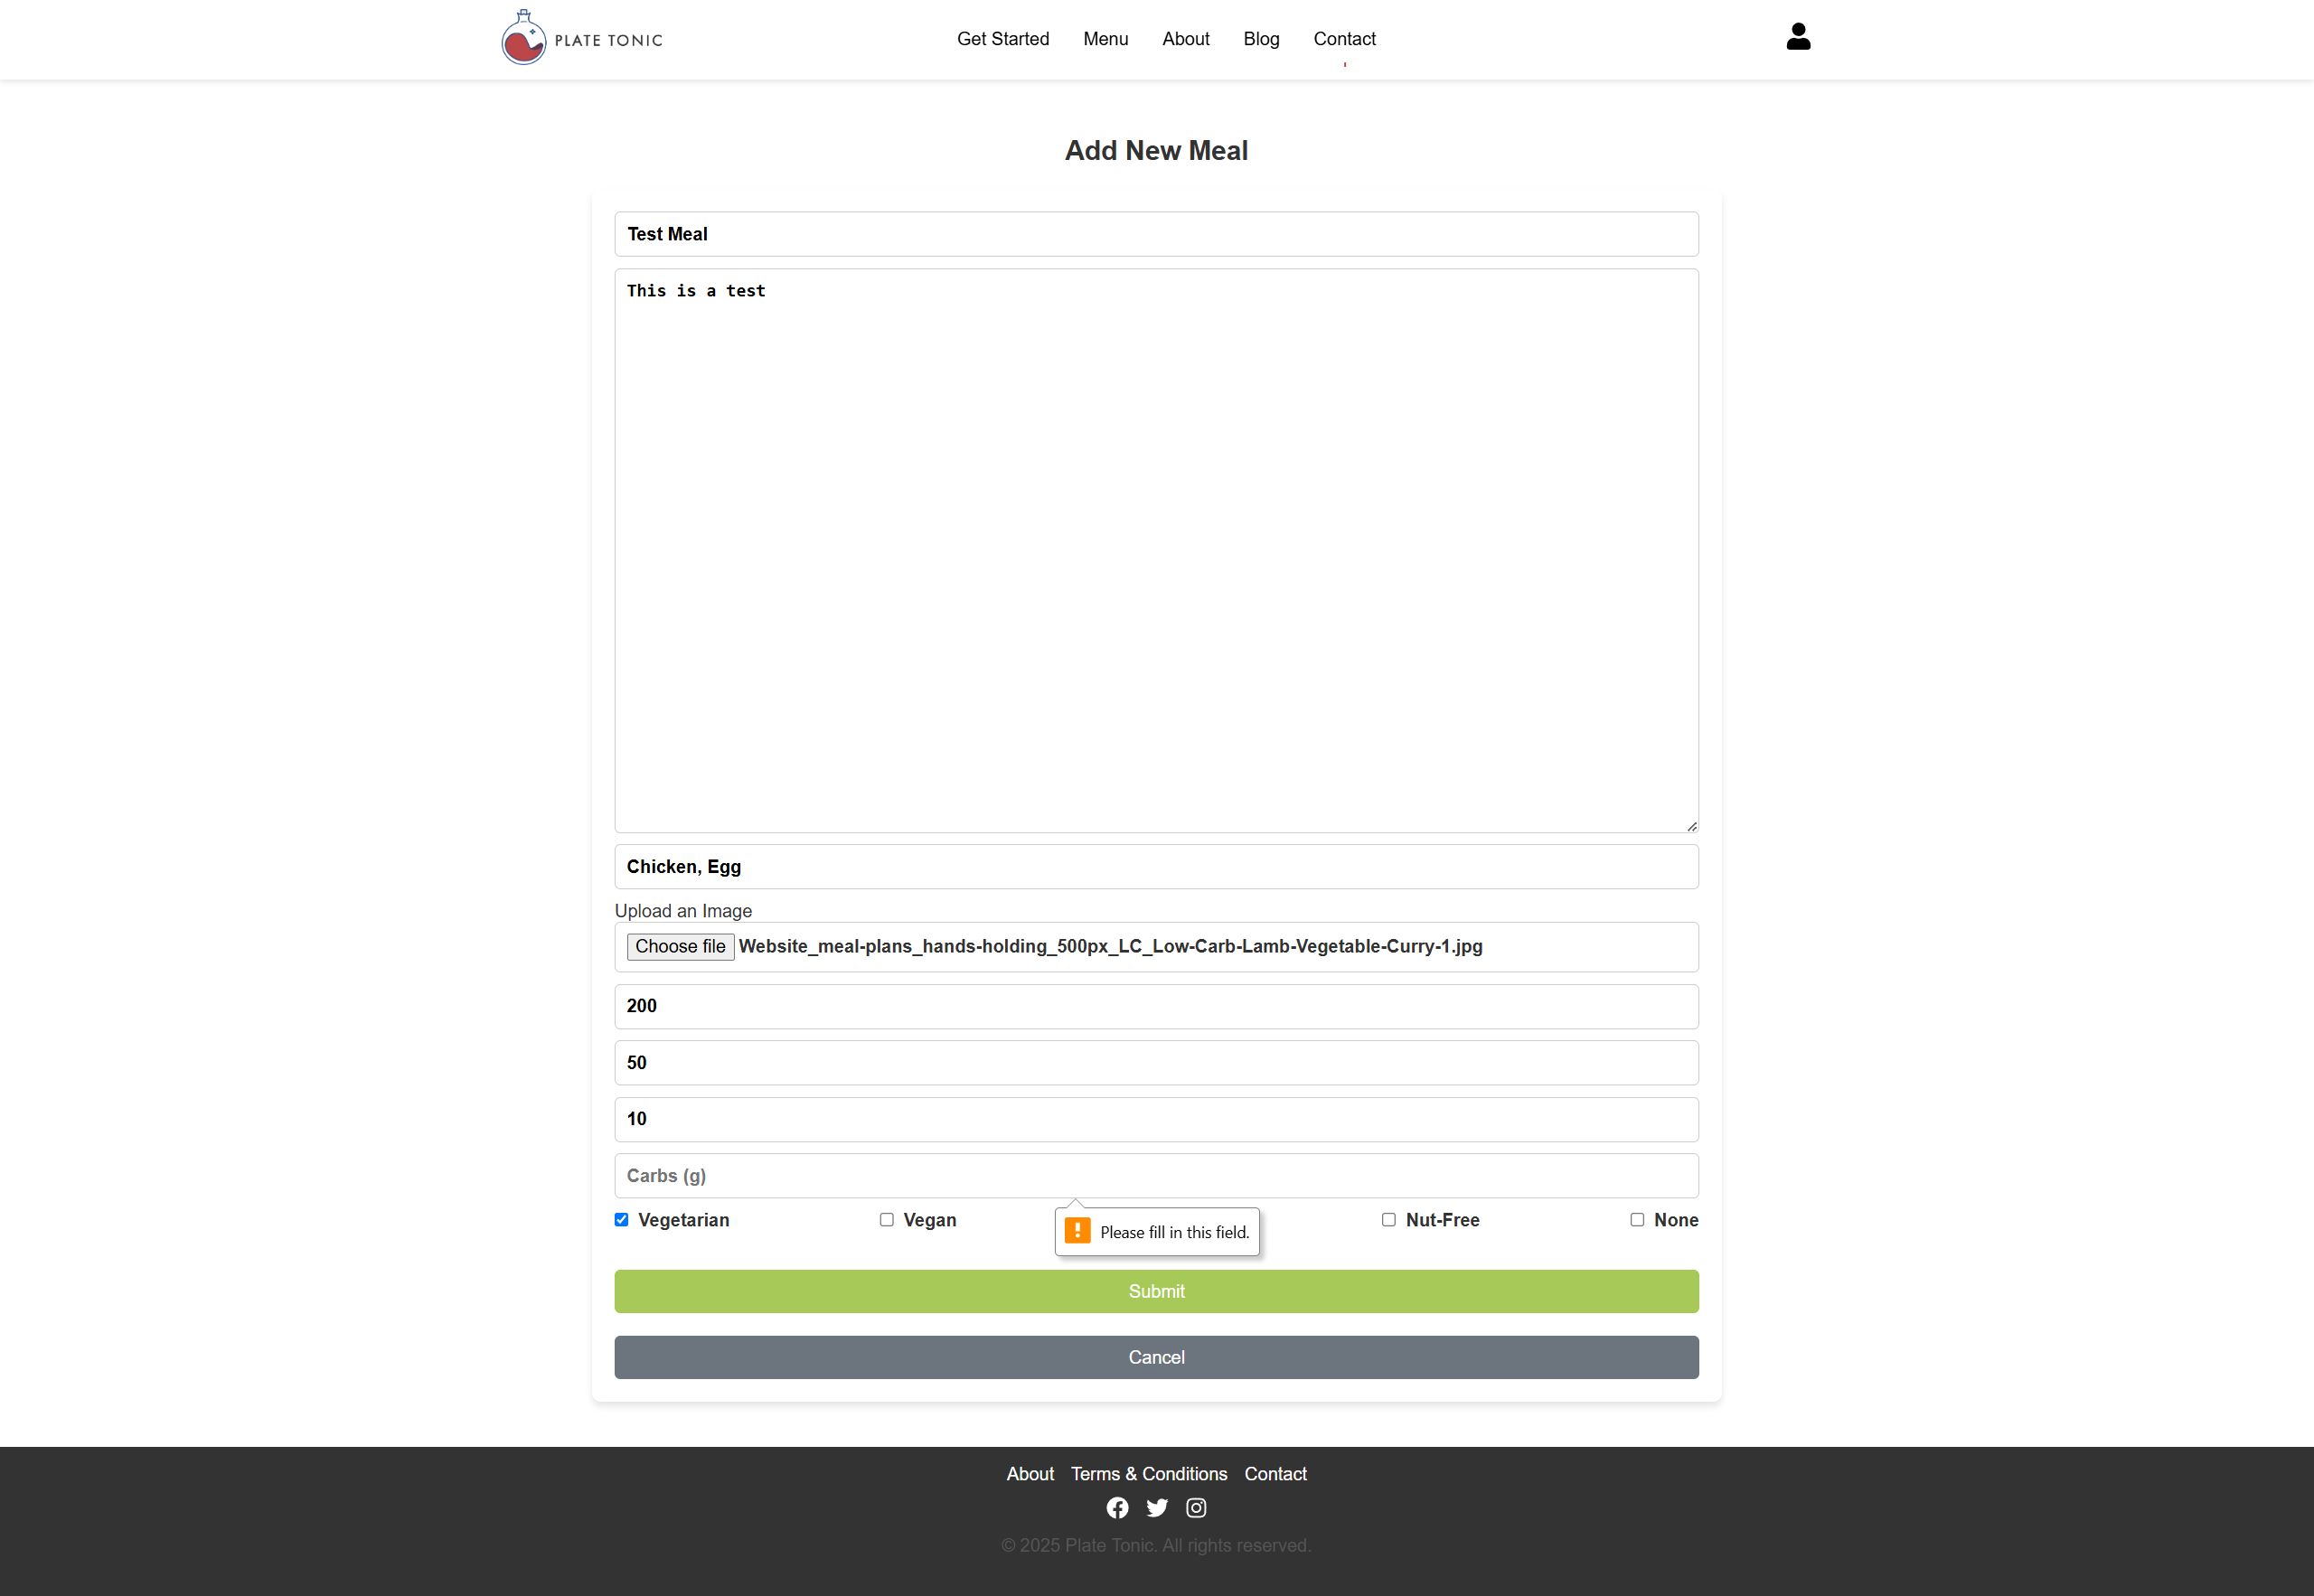 PLATE TONIC
Get Started Menu About Blog Contact
Add New Meal
Test Meal
This is a test
Chicken, Egg
Upload an Image
Choose file Website_meal-plans_hands-holding_500px_LC_Low-Carb-Lamb-Vegetable-Curry-1.jpg
200
50
10
Carbs (g)
Vegetarian Vegan Nut-Free None
Please fill in this field.
Submit
Cancel
About Terms & Conditions Contact
© 2025 Plate Tonic. All rights reserved.